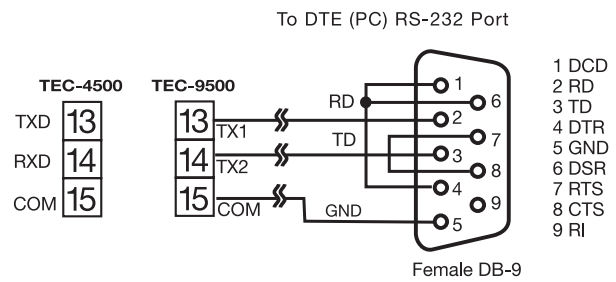 To DTE (PC) RS-232 Port
TEC-4500
TXD 13
RXD 14
COM 15
TEC-9500
13 TX1
14 TX2
15 COM
RD
TD
GND
1
2
3
4
5
6
7
8
9
Female DB-9
1 DCD
2 RD
3 TD
4 DTR
5 GND
6 DSR
7 RTS
8 CTS
9 RI